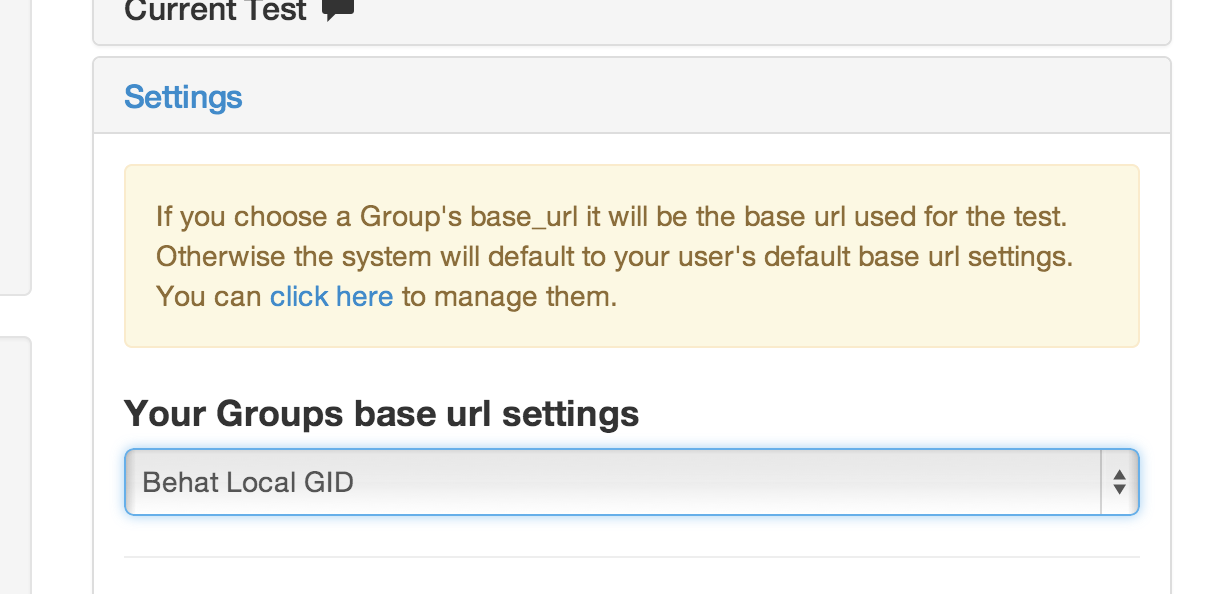 Current Test
Settings
If you choose a Group's base_url it will be the base url used for the test.
Otherwise the system will default to your user's default base url settings.
You can click here to manage them.
Your Groups base url settings
Behat Local GID